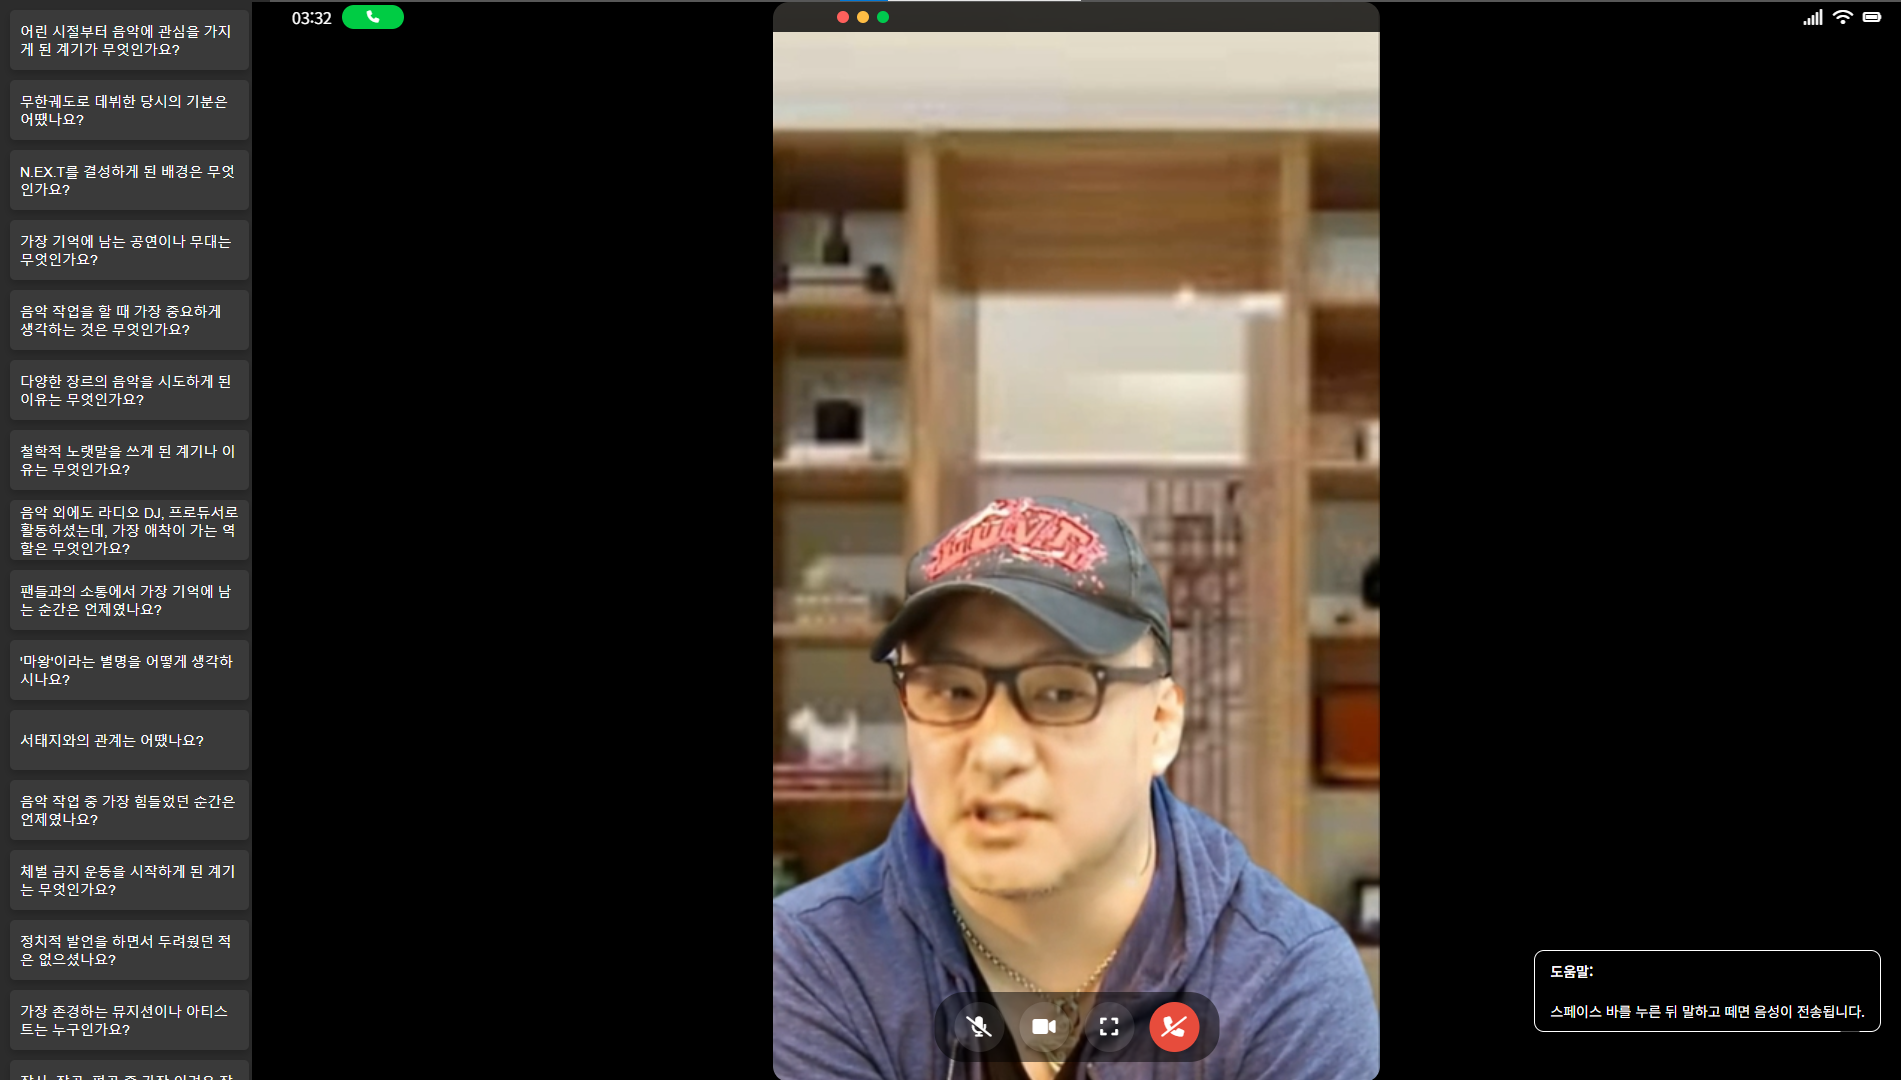 어린 시절부터 음악에 관심을 가지
게 된 계기가 무엇인가요?
무한궤도로 데뷔한 당시의 기분은
어땠나요?
N.EX.T를 결성하게 된 배경은 무엇
인가요?
가장 기억에 남는 공연이나 무대는
무엇인가요?
음악 작업을 할 때 가장 중요하게
생각하는 것은 무엇인가요?
다양한 장르의 음악을 시도하게 된
이유는 무엇인가요?
철학적 노랫말을 쓰게 된 계기나 이
유는 무엇인가요?
음악 외에도 라디오 DJ, 프로듀서로
활동하셨는데, 가장 애착이 가는 역
할은 무엇인가요?
팬들과의 소통에서 가장 기억에 남
는 순간은 언제였나요?
'마왕'이라는 별명을 어떻게 생각하
시나요?
서태지와의 관계는 어땠나요?
음악 작업 중 가장 힘들었던 순간은
언제였나요?
체벌 금지 운동을 시작하게 된 계기
는 무엇인가요?
정치적 발언을 하면서 두려웠던 적
은 없으셨나요?
가장 존경하는 뮤지션이나 아티스
트는 누구인가요?
03:32
도움말:
스페이스 바를 누른 뒤 말하고 떼면 음성이 전송됩니다.